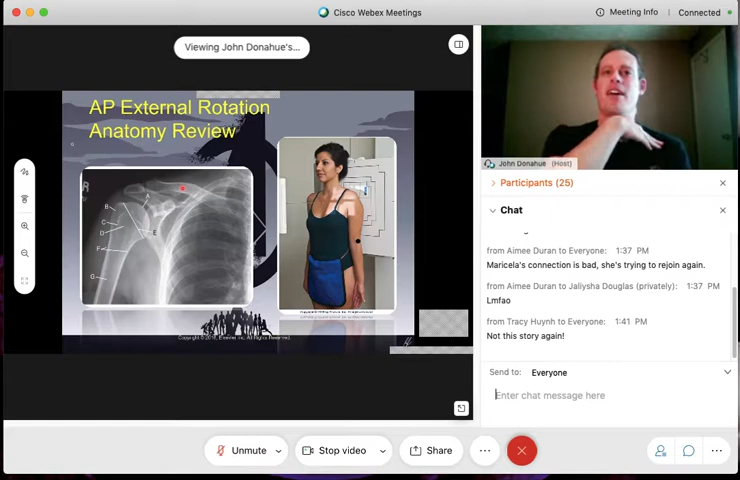 Cisco Webex Meetings
Meeting Info
Connected
Viewing John Donahue's...
AP External Rotation
Anatomy Review
R
A
B
C
D
E
F
G
John Donahue (Host)
Participants (25)
Chat
from Aimee Duran to Everyone: 1:37 PM
Maricela's connection is bad, she's trying to rejoin again.
from Aimee Duran to Jaliysha Douglas (privately): 1:37 PM
Lmfao
from Tracy Huynh to Everyone: 1:41 PM
Not this story again!
Send to: Everyone
Enter chat message here
Unmute
Stop video
Share